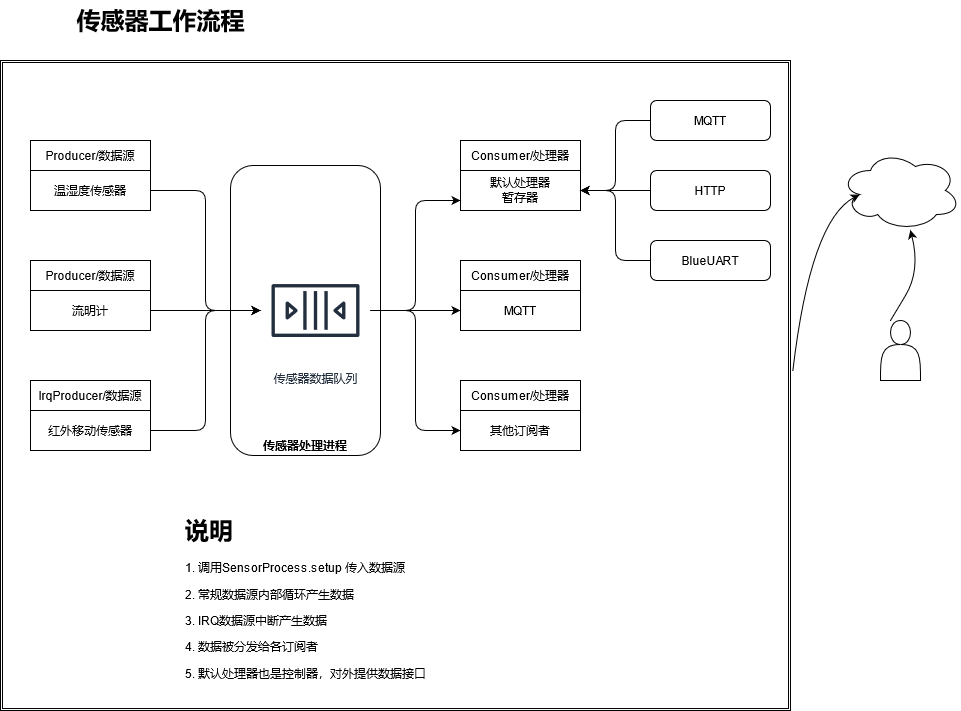 传感器工作流程
Producer/数据源
温湿度传感器
Producer/数据源
流明计
IrqProducer/数据源
红外移动传感器
传感器数据队列
传感器处理进程
Consumer/处理器
默认处理器
暂存器
Consumer/处理器
MQTT
Consumer/处理器
其他订阅者
MQTT
HTTP
BlueUART
说明
1. 调用SensorProcess.setup 传入数据源
2. 常规数据源内部循环产生数据
3. IRQ数据源中断产生数据
4. 数据被分发给各订阅者
5. 默认处理器也是控制器，对外提供数据接口